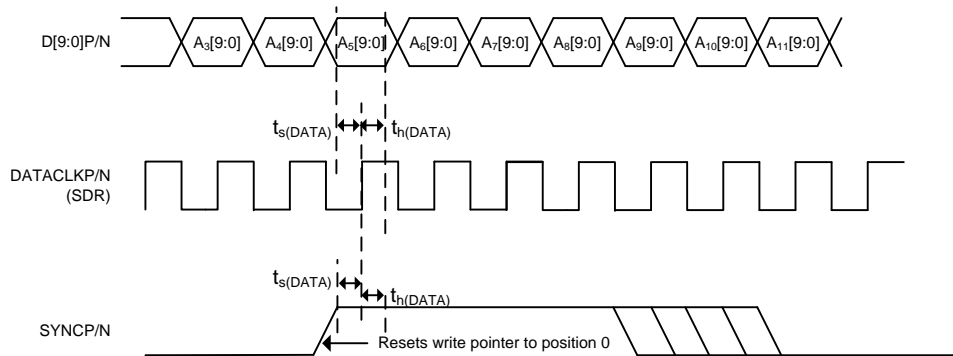 D[9:0]P/N
A3[9:0] A4[9:0] A5[9:0] A6[9:0] A7[9:0] A8[9:0] A9[9:0] A10[9:0] A11[9:0]
ts(DATA) th(DATA)
DATACLKP/N
(SDR)
ts(DATA)
th(DATA)
SYNCP/N
Resets write pointer to position 0